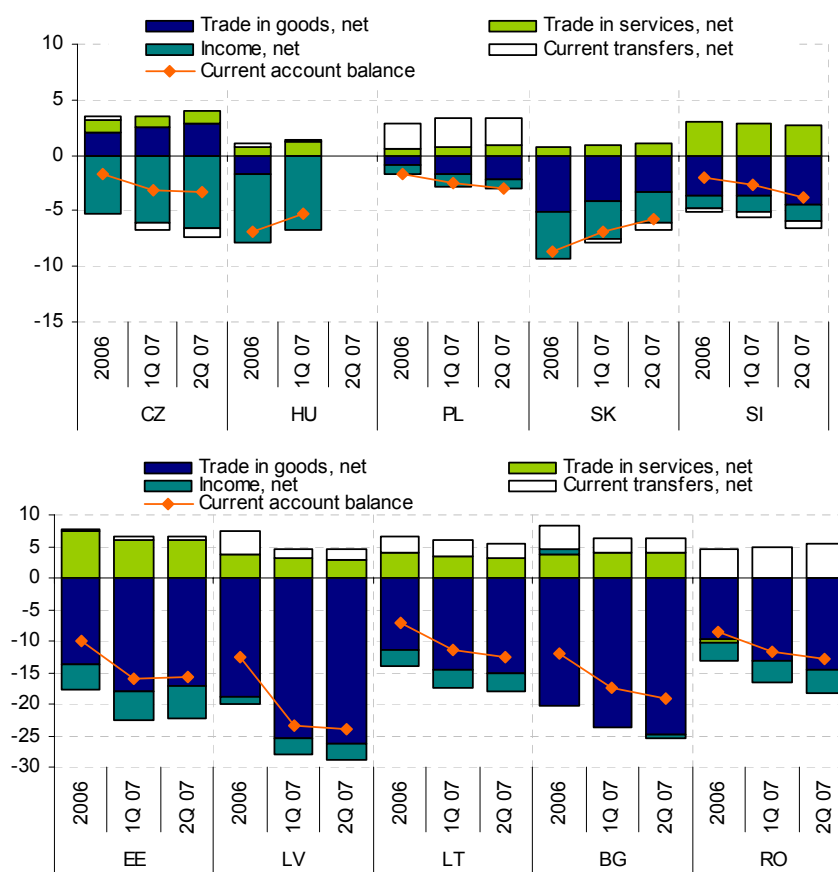 Trade in goods, net Trade in services, net
Income, net Current transfers, net
Current account balance
10
5
0
-5
-10
-15
2006 1Q 07 2Q 07 2006 1Q 07 2Q 07 2006 1Q 07 2Q 07 2006 1Q 07 2Q 07 2006 1Q 07 2Q 07
CZ HU PL SK SI
Trade in goods, net Trade in services, net
Income, net Current transfers, net
Current account balance
10
5
0
-5
-10
-15
-20
-25
-30
2006 1Q 07 2Q 07 2006 1Q 07 2Q 07 2006 1Q 07 2Q 07 2006 1Q 07 2Q 07 2006 1Q 07 2Q 07
EE LV LT BG RO